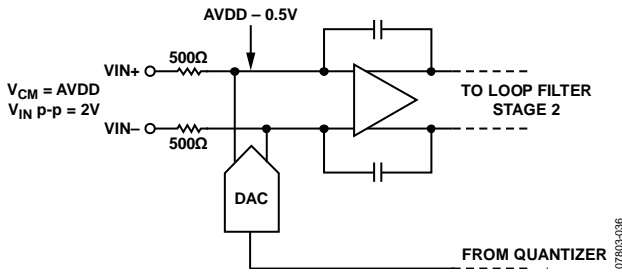 AVDD – 0.5V
500Ω
VIN+
V_CM = AVDD
V_IN p-p = 2V
VIN–
500Ω
TO LOOP FILTER
STAGE 2
DAC
FROM QUANTIZER
07803-036